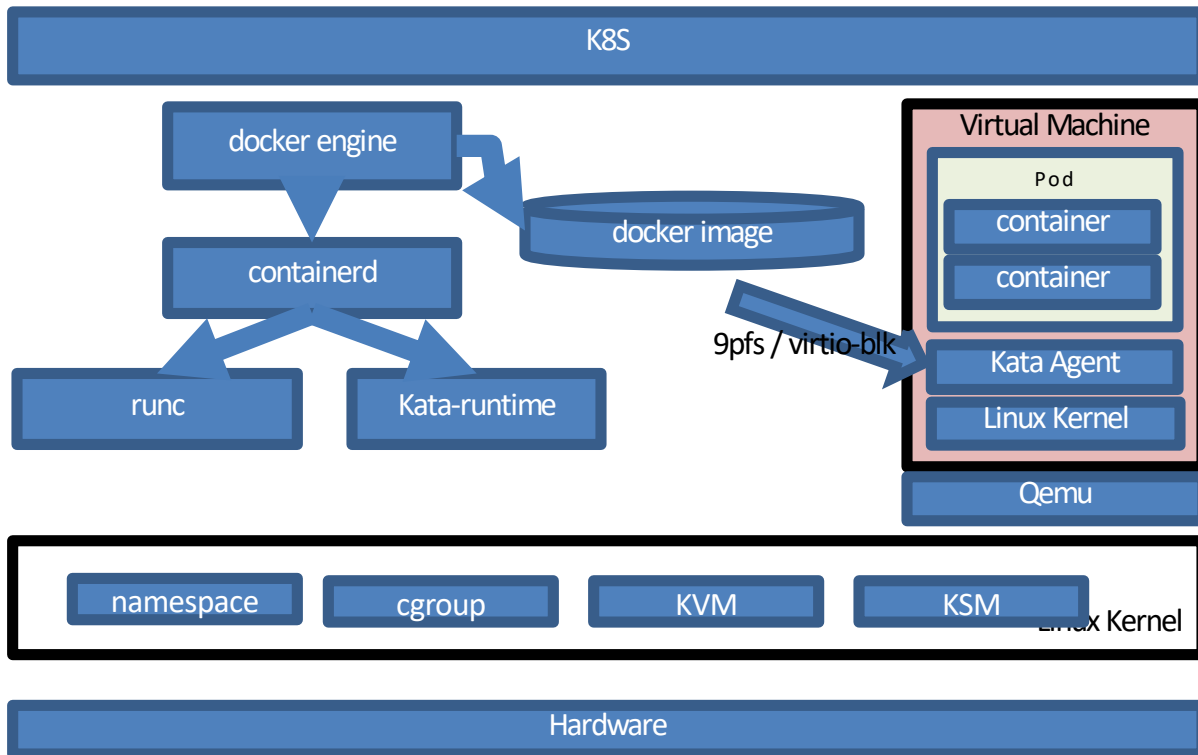 K8S
docker engine
Virtual Machine
Pod
container
container
docker image
containerd
9pfs / virtio-blk
Kata Agent
runc
Kata-runtime
Linux Kernel
Qemu
namespace
cgroup
KVM
KSM
Linux Kernel
Hardware